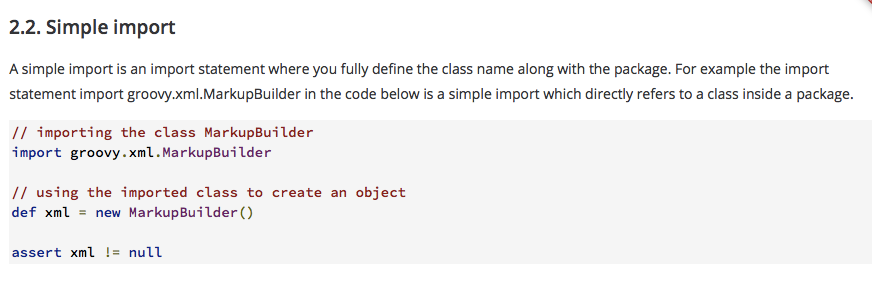 2.2. Simple import
A simple import is an import statement where you fully define the class name along with the package. For example the import
statement import groovy.xml.MarkupBuilder in the code below is a simple import which directly refers to a class inside a package.
// importing the class MarkupBuilder
import groovy.xml.MarkupBuilder
// using the imported class to create an object
def xml = new MarkupBuilder()
assert xml != null